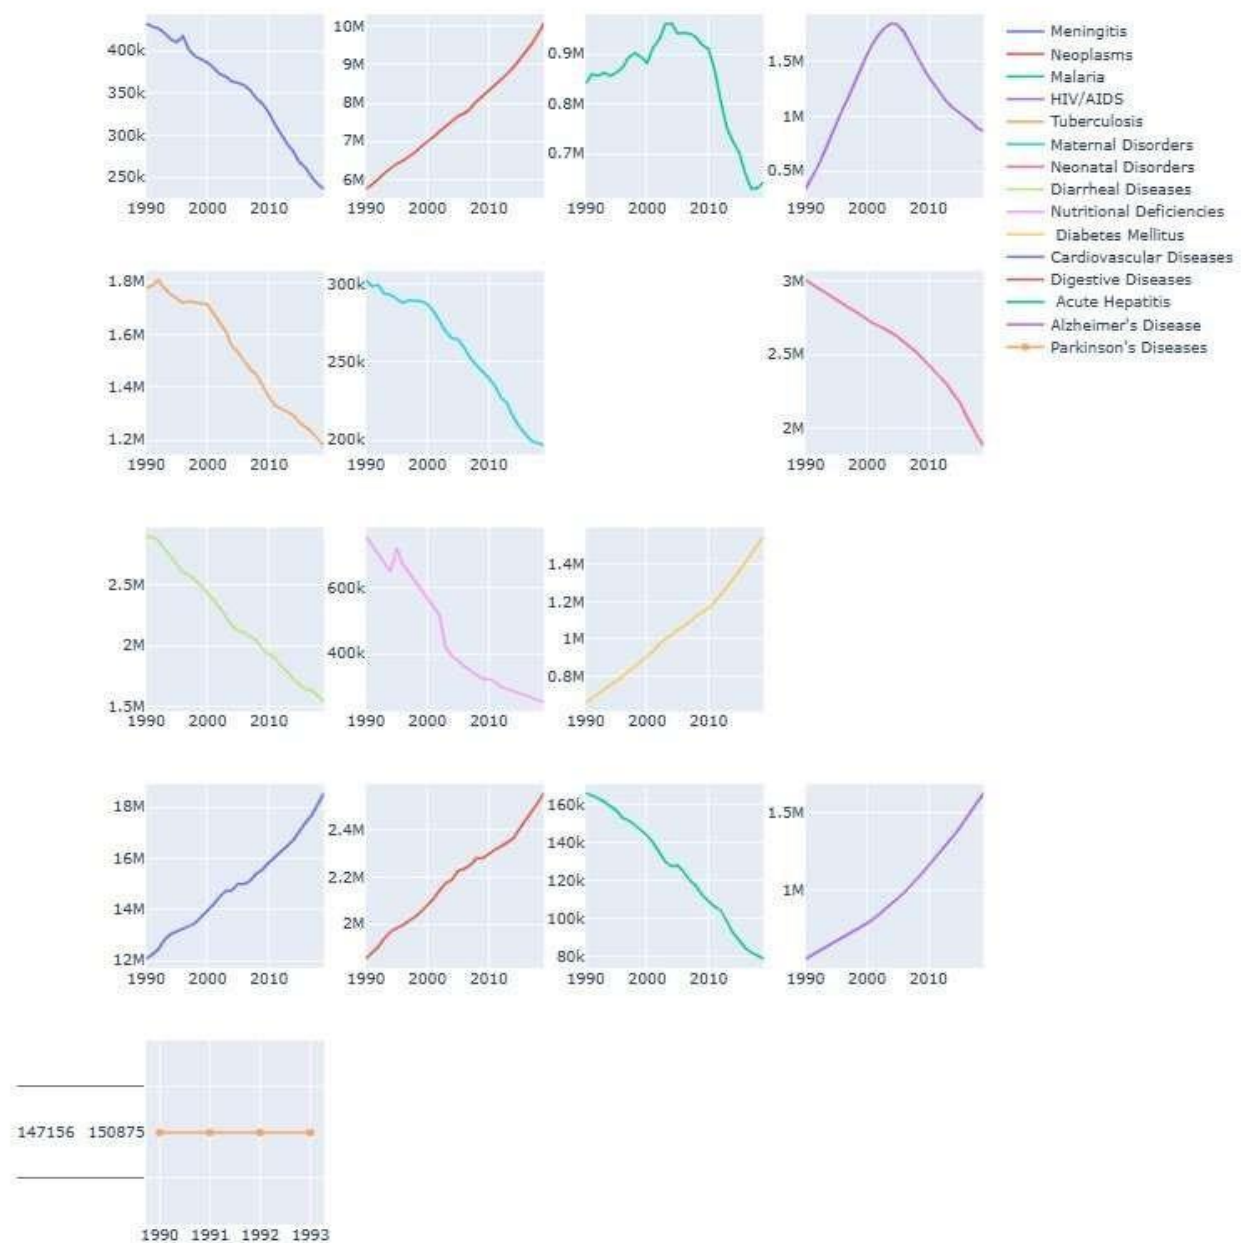 400k
350k
300k
250k
1990 2000 2010
10M
9M
8M
7M
6M
1990 2000 2010
0.9M
0.8M
0.7M
1990 2000 2010
1.5M
1M
0.5M
1990 2000 2010
Meningitis
Neoplasms
Malaria
HIV/AIDS
Tuberculosis
Maternal Disorders
Neonatal Disorders
Diarrheal Diseases
Nutritional Deficiencies
Diabetes Mellitus
Cardiovascular Diseases
Digestive Diseases
Acute Hepatitis
Alzheimer's Disease
Parkinson's Diseases
1.8M
1.6M
1.4M
1.2M
1990 2000 2010
300k
250k
200k
1990 2000 2010
3M
2.5M
2M
1990 2000 2010
2.5M
2M
1.5M
1990 2000 2010
600k
400k
1990 2000 2010
1.4M
1.2M
1M
0.8M
1990 2000 2010
18M
16M
14M
12M
1990 2000 2010
2.4M
2.2M
2M
1990 2000 2010
160k
140k
120k
100k
80k
1990 2000 2010
1.5M
1M
1990 2000 2010
147156 150875
1990 1991 1992 1993